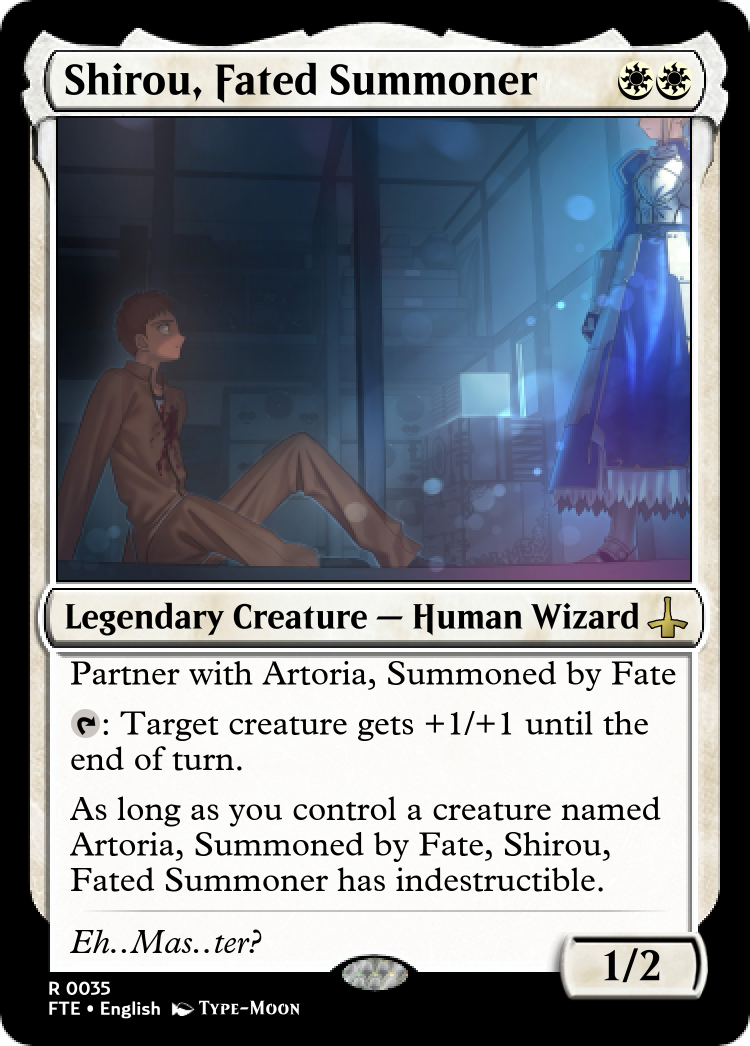 Shirou, Fated Summoner
Legendary Creature — Human Wizard
Partner with Artoria, Summoned by Fate
: Target creature gets +1/+1 until the
end of turn.
As long as you control a creature named
Artoria, Summoned by Fate, Shirou,
Fated Summoner has indestructible.
Eh..Mas..ter?
1/2
R 0035
FTE • English Type-Moon